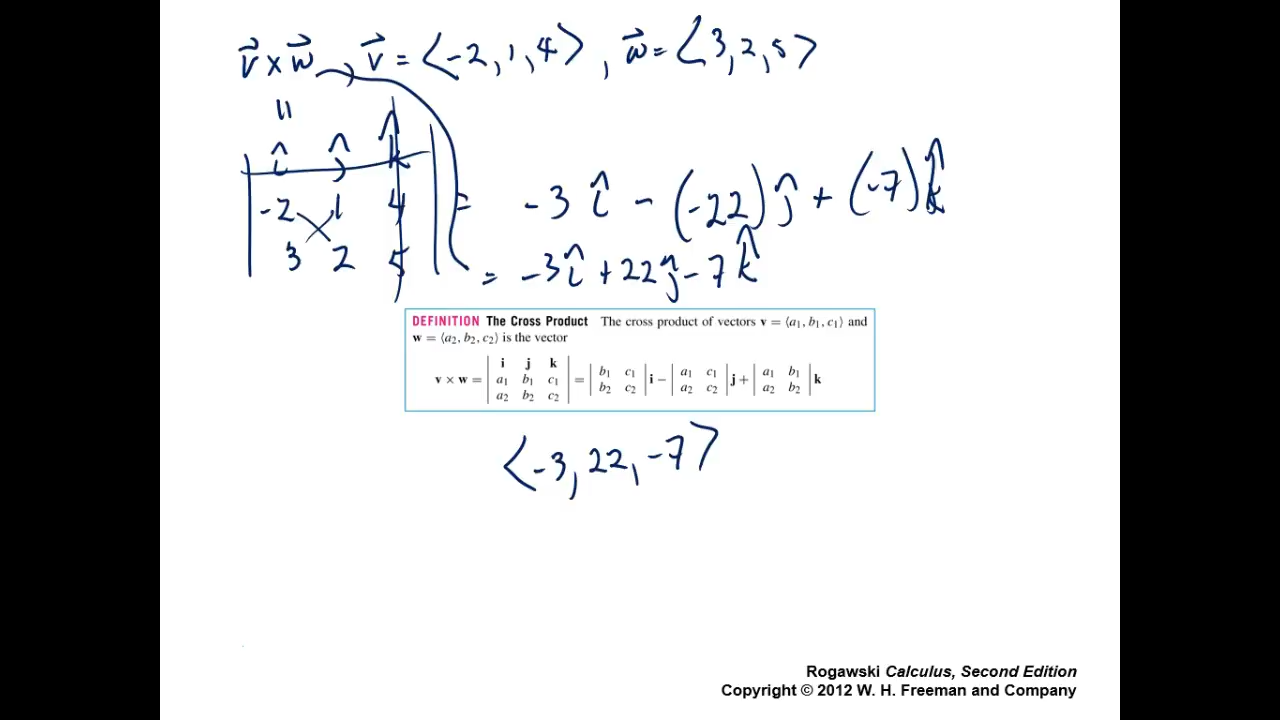 v⃗ × w⃗ , v⃗ = ⟨-2, 1, 4⟩ , w⃗ = ⟨3, 2, 5⟩
=
| î ĵ k̂ |
| -2 1 4 | = -3 î - (-22) ĵ + (-7) k̂
| 3 2 5 | = -3î + 22ĵ - 7k̂
DEFINITION The Cross Product The cross product of vectors v = ⟨a₁, b₁, c₁⟩ and
w = ⟨a₂, b₂, c₂⟩ is the vector
i j k
v × w = | a₁ b₁ c₁ | = | b₁ c₁ | i − | a₁ c₁ | j + | a₁ b₁ | k
a₂ b₂ c₂ b₂ c₂ a₂ c₂ a₂ b₂
⟨-3, 22, -7⟩
Rogawski Calculus, Second Edition
Copyright © 2012 W. H. Freeman and Company